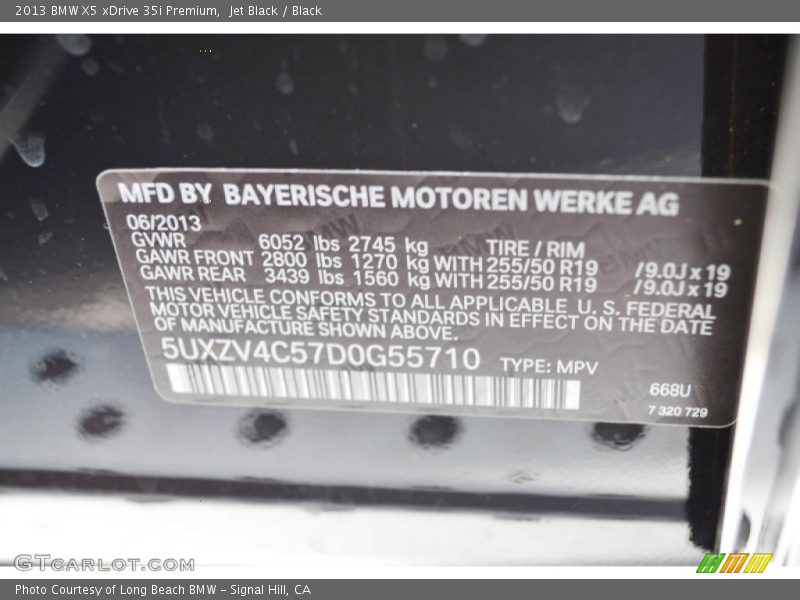 2013 BMW X5 xDrive 35i Premium,  Jet Black / Black
MFD BY BAYERISCHE MOTOREN WERKE AG
06/2013
GVWR 6052 lbs 2745 kg TIRE / RIM
GAWR FRONT 2800 lbs 1270 kg WITH 255/50 R19 /9.0J x 19
GAWR REAR 3439 lbs 1560 kg WITH 255/50 R19 /9.0J x 19
THIS VEHICLE CONFORMS TO ALL APPLICABLE U. S. FEDERAL
MOTOR VEHICLE SAFETY STANDARDS IN EFFECT ON THE DATE
OF MANUFACTURE SHOWN ABOVE.
5UXZV4C57D0G55710 TYPE: MPV
668U
7 320 729
GTCARLOT.COM
Photo Courtesy of Long Beach BMW – Signal Hill, CA